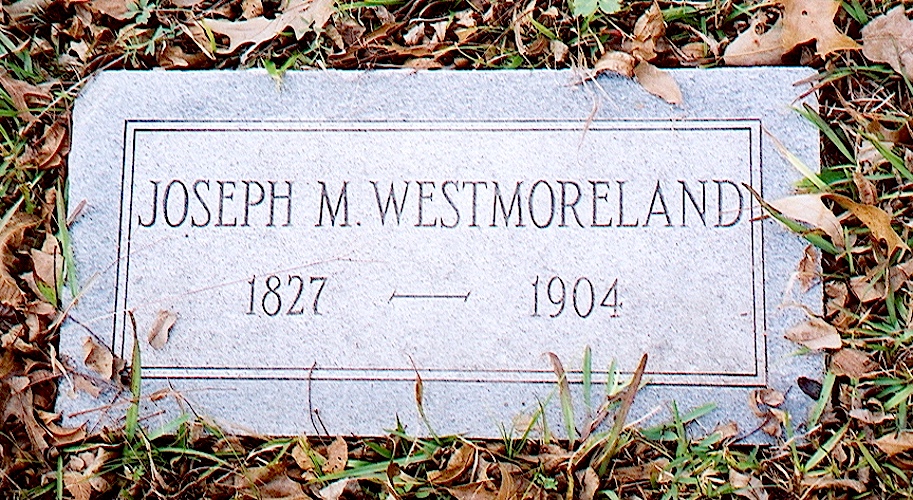 JOSEPH M. WESTMORELAND
1827 — 1904